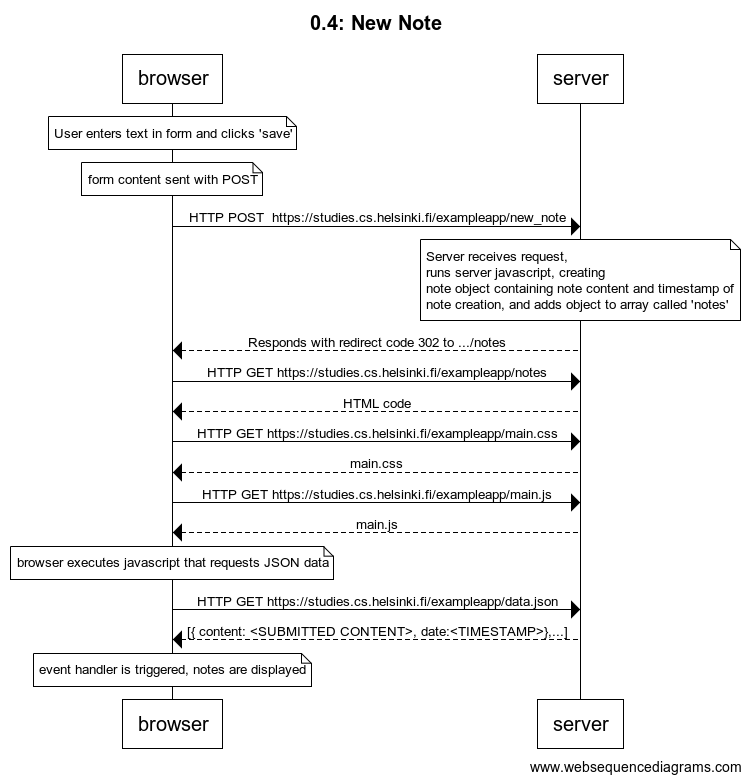 0.4: New Note
browser
server
User enters text in form and clicks 'save'
form content sent with POST
HTTP POST  https://studies.cs.helsinki.fi/exampleapp/new_note
Server receives request,
runs server javascript, creating
note object containing note content and timestamp of
note creation, and adds object to array called 'notes'
Responds with redirect code 302 to .../notes
HTTP GET https://studies.cs.helsinki.fi/exampleapp/notes
HTML code
HTTP GET https://studies.cs.helsinki.fi/exampleapp/main.css
main.css
HTTP GET https://studies.cs.helsinki.fi/exampleapp/main.js
main.js
browser executes javascript that requests JSON data
HTTP GET https://studies.cs.helsinki.fi/exampleapp/data.json
[{ content: <SUBMITTED CONTENT>, date:<TIMESTAMP>},...]
event handler is triggered, notes are displayed
browser
server
www.websequencediagrams.com